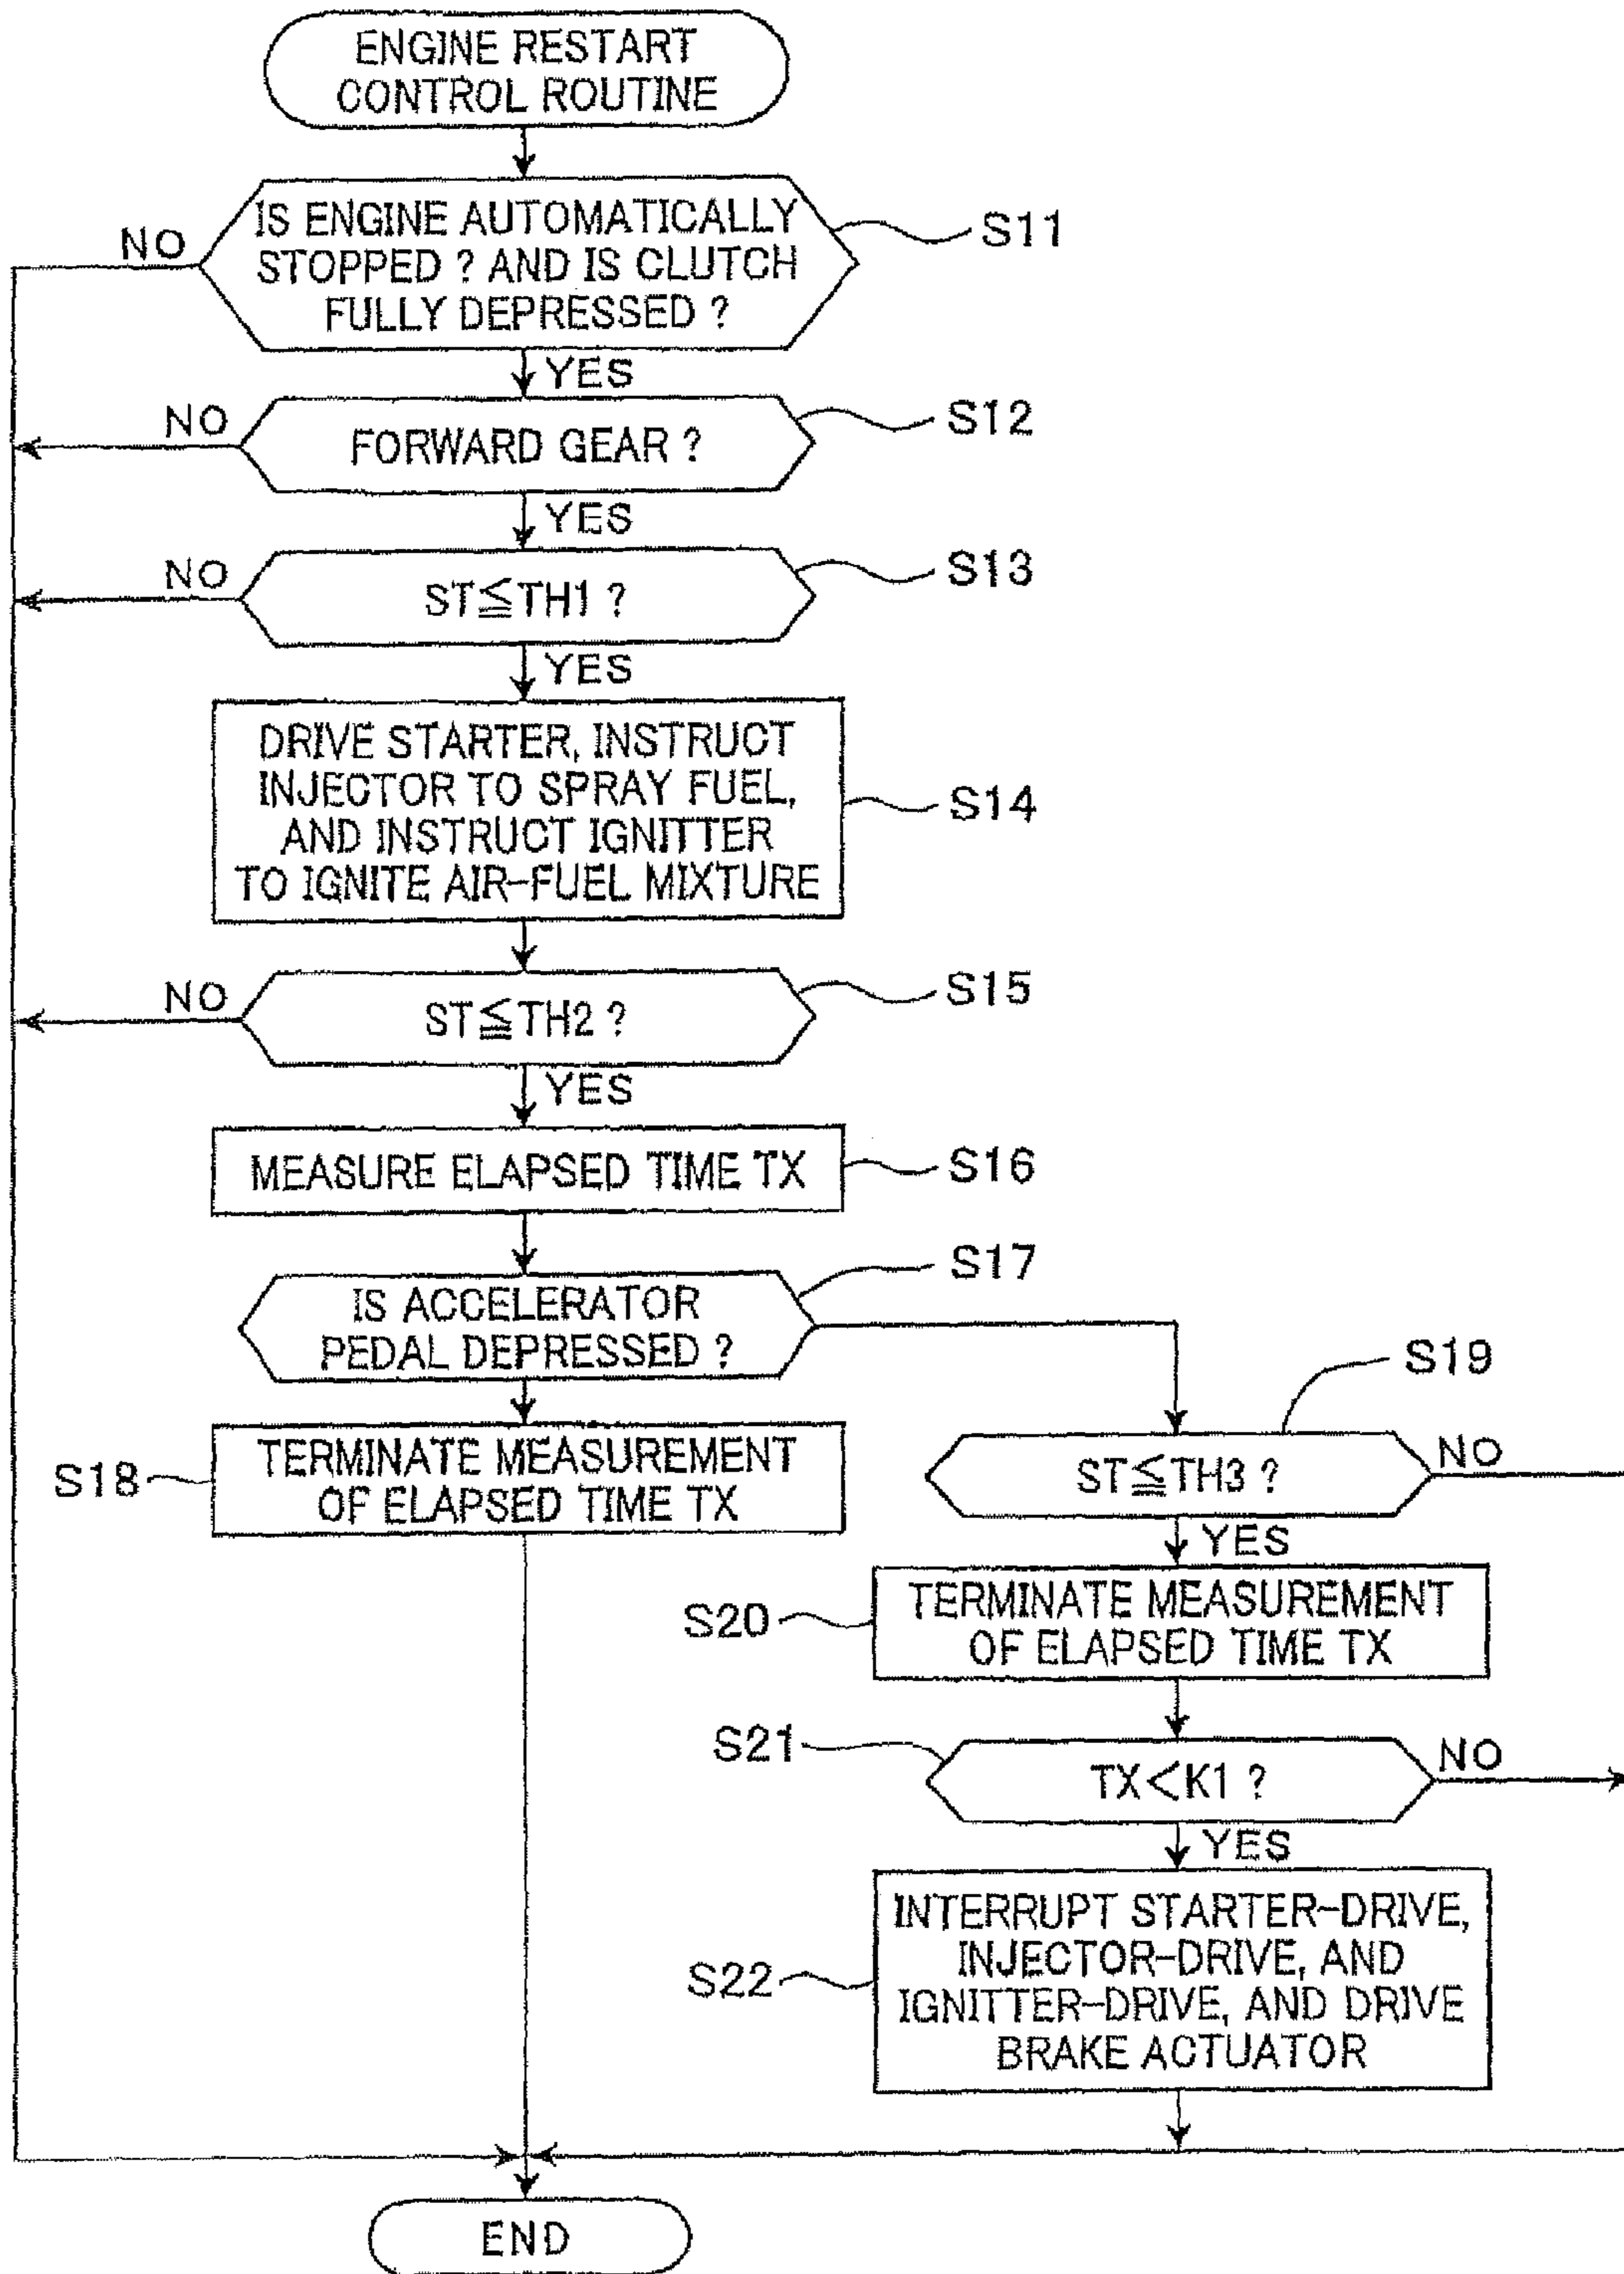 ENGINE RESTART
CONTROL ROUTINE
IS ENGINE AUTOMATICALLY
STOPPED ? AND IS CLUTCH
FULLY DEPRESSED ?
S11
NO
YES
FORWARD GEAR ?
S12
NO
YES
ST≦TH1 ?
S13
NO
YES
DRIVE STARTER, INSTRUCT
INJECTOR TO SPRAY FUEL,
AND INSTRUCT IGNITTER
TO IGNITE AIR-FUEL MIXTURE
S14
ST≦TH2 ?
S15
NO
YES
MEASURE ELAPSED TIME TX
S16
IS ACCELERATOR
PEDAL DEPRESSED ?
S17
S18
TERMINATE MEASUREMENT
OF ELAPSED TIME TX
S19
ST≦TH3 ?
NO
YES
S20
TERMINATE MEASUREMENT
OF ELAPSED TIME TX
S21
TX<K1 ?
NO
YES
S22
INTERRUPT STARTER-DRIVE,
INJECTOR-DRIVE, AND
IGNITTER-DRIVE, AND DRIVE
BRAKE ACTUATOR
END